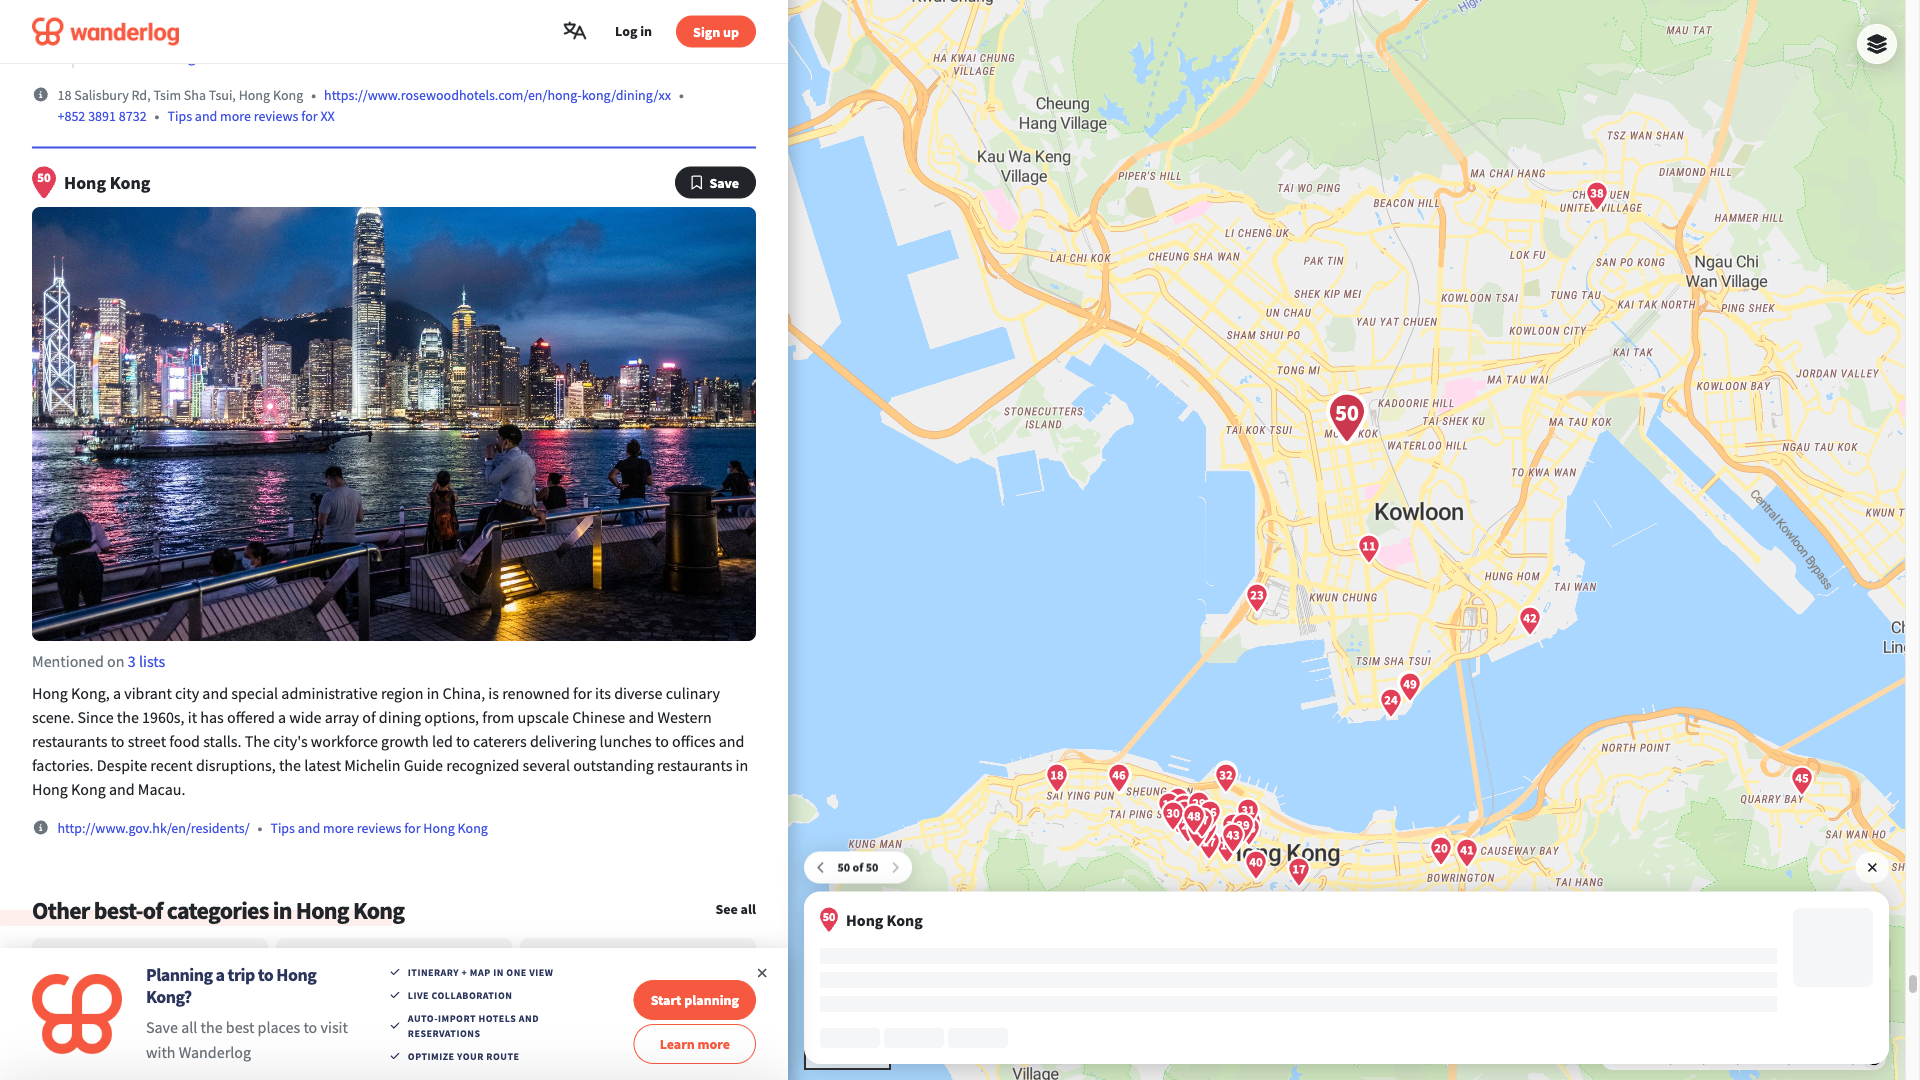 wanderlog
Log in
Sign up
18 Salisbury Rd, Tsim Sha Tsui, Hong Kong • https://www.rosewoodhotels.com/en/hong-kong/dining/xx •
+852 3891 8732 • Tips and more reviews for XX
50 Hong Kong
Save
Mentioned on 3 lists
Hong Kong, a vibrant city and special administrative region in China, is renowned for its diverse culinary
scene. Since the 1960s, it has offered a wide array of dining options, from upscale Chinese and Western
restaurants to street food stalls. The city's workforce growth led to caterers delivering lunches to offices and
factories. Despite recent disruptions, the latest Michelin Guide recognized several outstanding restaurants in
Hong Kong and Macau.
http://www.gov.hk/en/residents/ • Tips and more reviews for Hong Kong
Other best-of categories in Hong Kong
See all
Planning a trip to Hong
Kong?
Save all the best places to visit
with Wanderlog
ITINERARY + MAP IN ONE VIEW
LIVE COLLABORATION
AUTO-IMPORT HOTELS AND
RESERVATIONS
OPTIMIZE YOUR ROUTE
Start planning
Learn more
MAU TAT
HA KWAI CHUNG
VILLAGE
Cheung
Hang Village
TSZ WAN SHAN
Kau Wa Keng
Village
PIPER'S HILL
TAI WO PING
MA CHAI HANG
DIAMOND HILL
38
UNITED VILLAGE
BEACON HILL
HAMMER HILL
LI CHENG UK
LAI CHI KOK
CHEUNG SHA WAN
PAK TIN
LOK FU
SAN PO KONG
Ngau Chi
Wan Village
SHEK KIP MEI
KOWLOON TSAI
TUNG TAU
KAI TAK NORTH
PING SHEK
UN CHAU
YAU YAT CHUEN
KOWLOON CITY
SHAM SHUI PO
KAI TAK
TONG MI
MA TAU WAI
KOWLOON BAY
JORDAN VALLEY
STONECUTTERS
ISLAND
50
KADOORIE HILL
TAI SHEK KU
MA TAU KOK
TAI KOK TSUI
WATERLOO HILL
NGAU TAU KOK
TO KWA WAN
Kowloon
Central Kowloon Bypass
KWUN T
11
HUNG HOM
TAI WAN
23
KWUN CHUNG
42
TSIM SHA TSUI
49
24
NORTH POINT
18
46
32
45
SAI YING PUN
QUARRY BAY
TAI PING S
30
48
31
43
SAI WAN HO
KUNG MAN
40
17
Hong Kong
20
41
CAUSEWAY BAY
BOWRINGTON
TAI HANG
50 of 50
50 Hong Kong
Village